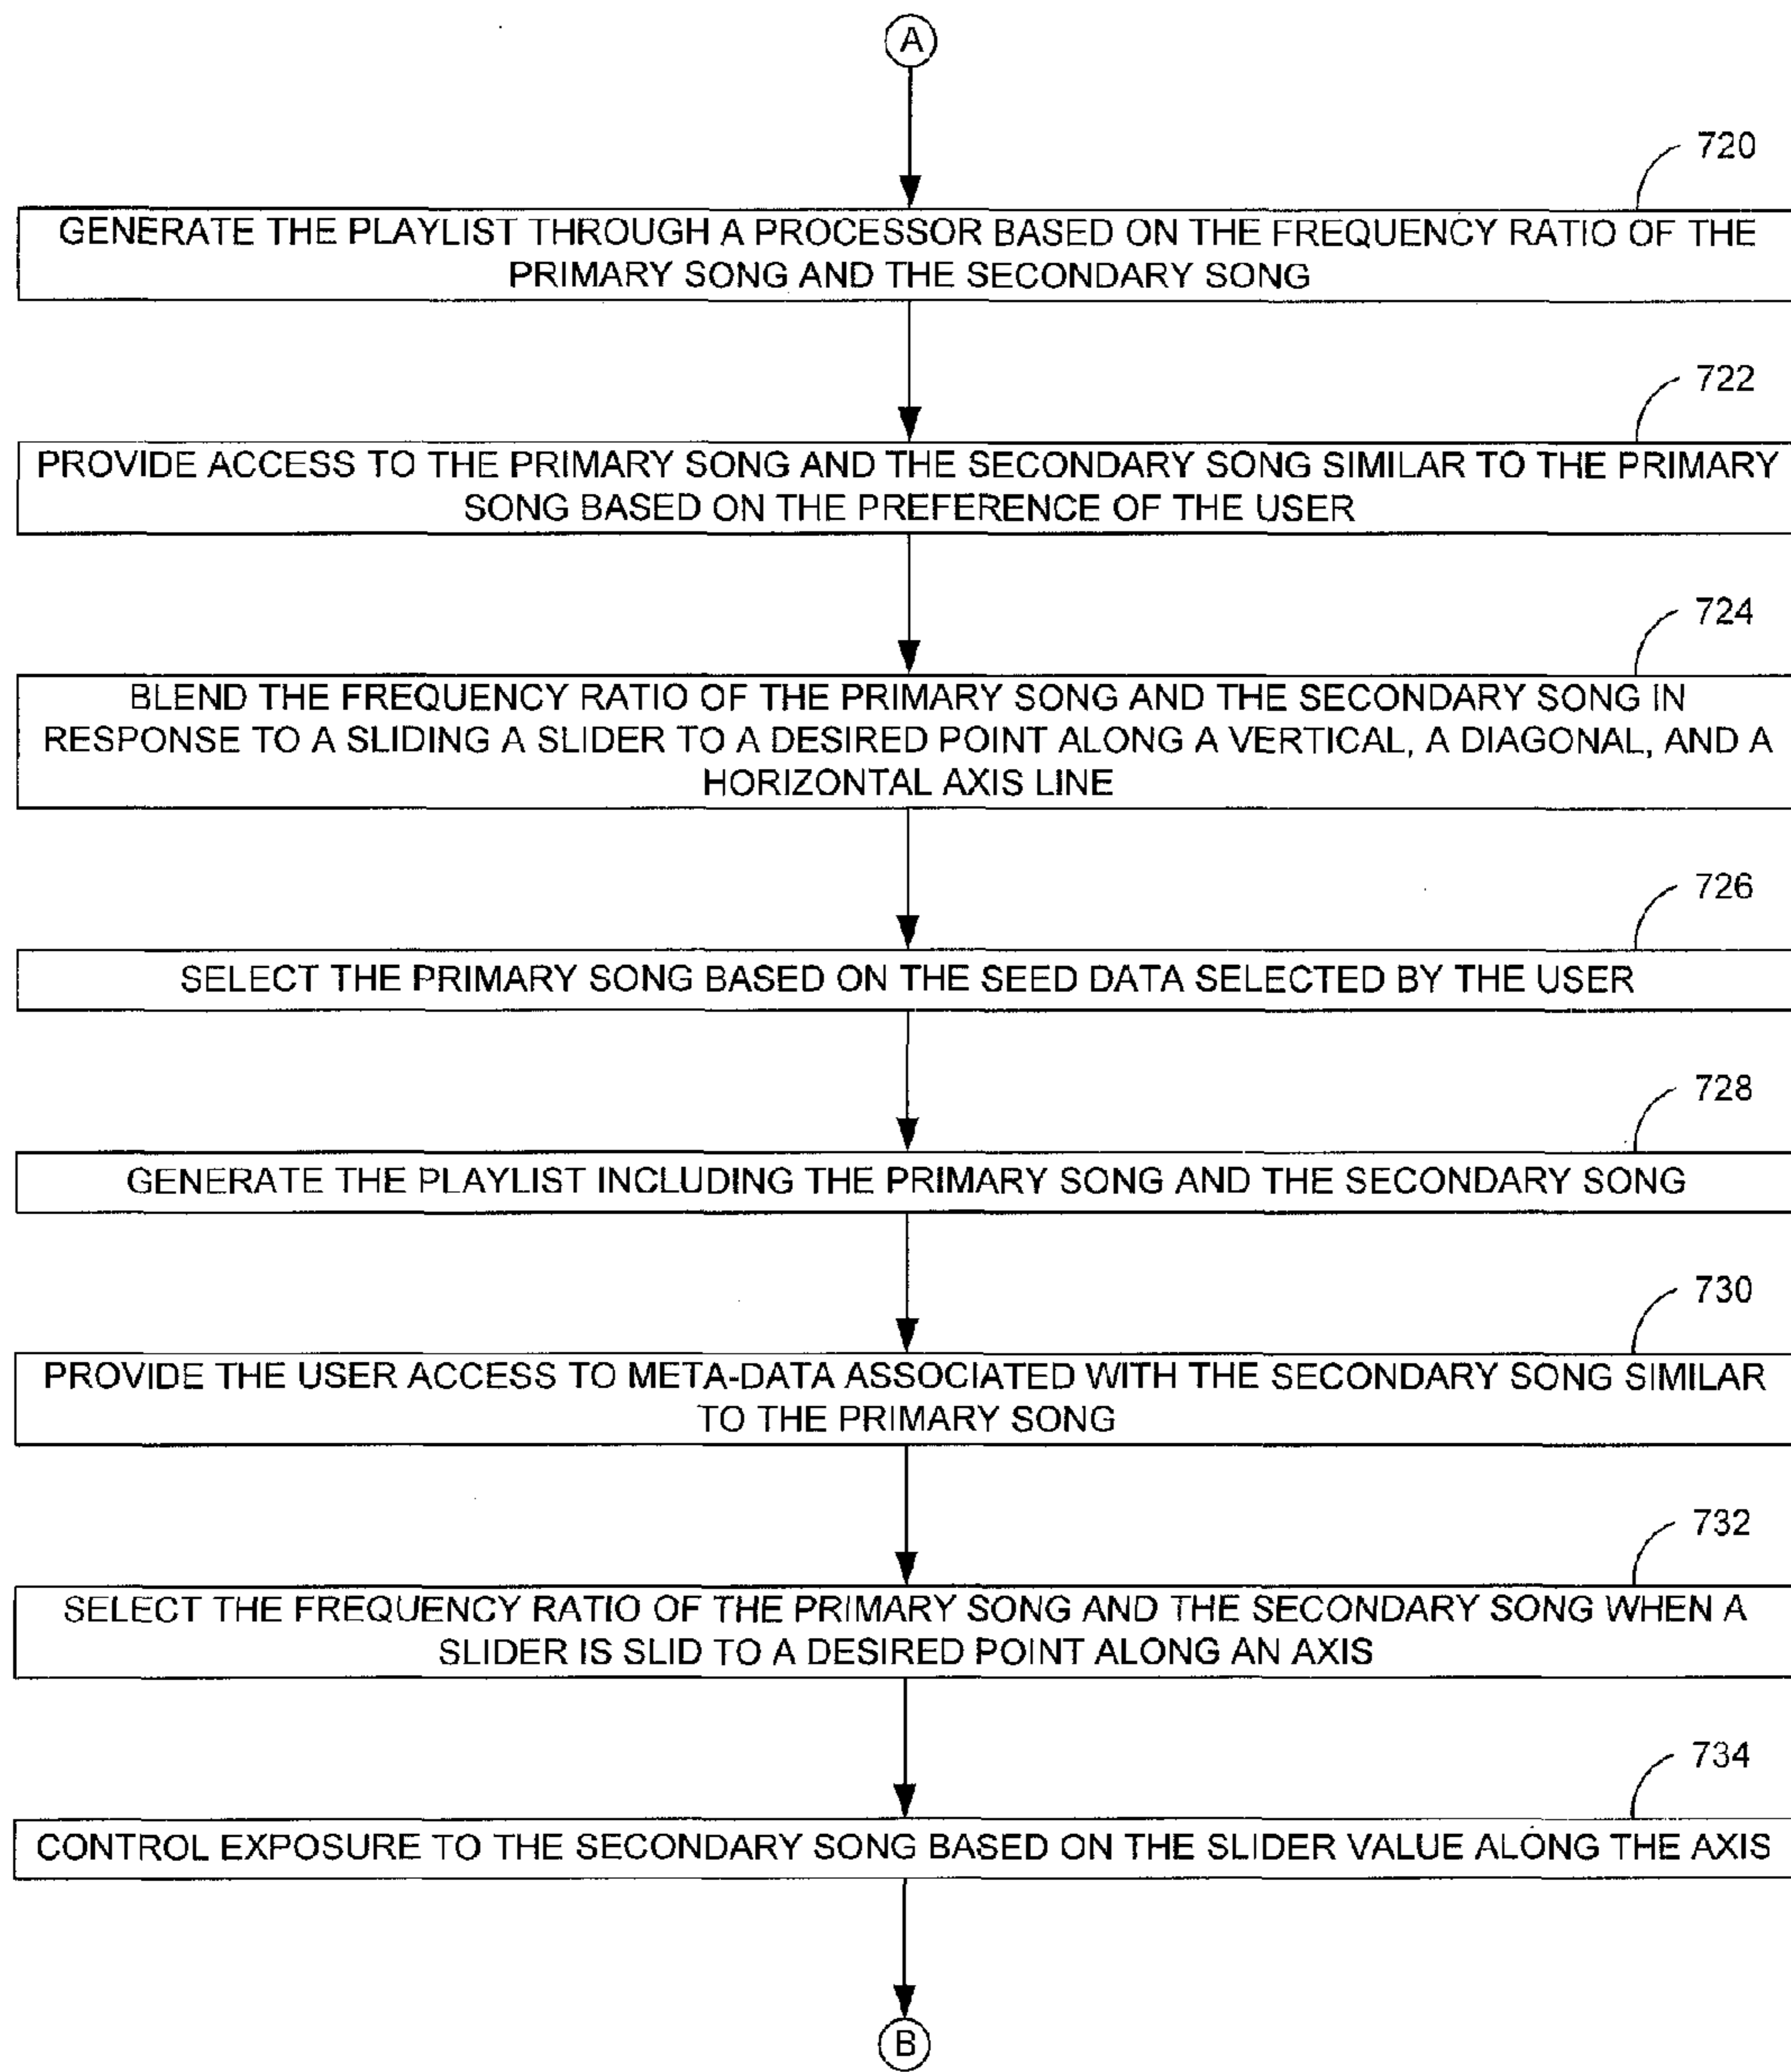 A
720
GENERATE THE PLAYLIST THROUGH A PROCESSOR BASED ON THE FREQUENCY RATIO OF THE
PRIMARY SONG AND THE SECONDARY SONG
722
PROVIDE ACCESS TO THE PRIMARY SONG AND THE SECONDARY SONG SIMILAR TO THE PRIMARY
SONG BASED ON THE PREFERENCE OF THE USER
724
BLEND THE FREQUENCY RATIO OF THE PRIMARY SONG AND THE SECONDARY SONG IN
RESPONSE TO A SLIDING A SLIDER TO A DESIRED POINT ALONG A VERTICAL, A DIAGONAL, AND A
HORIZONTAL AXIS LINE
726
SELECT THE PRIMARY SONG BASED ON THE SEED DATA SELECTED BY THE USER
728
GENERATE THE PLAYLIST INCLUDING THE PRIMARY SONG AND THE SECONDARY SONG
730
PROVIDE THE USER ACCESS TO META-DATA ASSOCIATED WITH THE SECONDARY SONG SIMILAR
TO THE PRIMARY SONG
732
SELECT THE FREQUENCY RATIO OF THE PRIMARY SONG AND THE SECONDARY SONG WHEN A
SLIDER IS SLID TO A DESIRED POINT ALONG AN AXIS
734
CONTROL EXPOSURE TO THE SECONDARY SONG BASED ON THE SLIDER VALUE ALONG THE AXIS
B